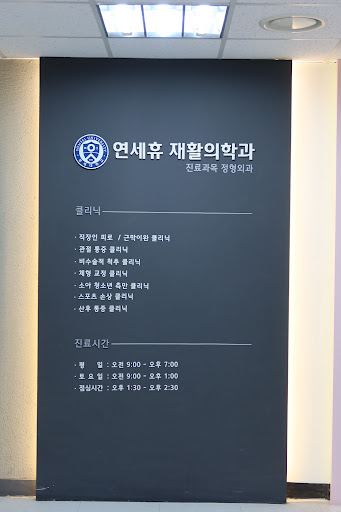 연세휴 재활의학과
진료과목 정형외과
클리닉
· 직장인 피로 / 근막이완 클리닉
· 관절 통증 클리닉
· 비수술적 척추 클리닉
· 체형 교정 클리닉
· 소아 청소년 측만 클리닉
· 스포츠 손상 클리닉
· 산후 통증 클리닉
진료시간
· 평 일 : 오전 9:00 - 오후 7:00
· 토 요 일 : 오전 9:00 - 오후 1:00
· 점심시간 : 오후 1:30 - 오후 2:30